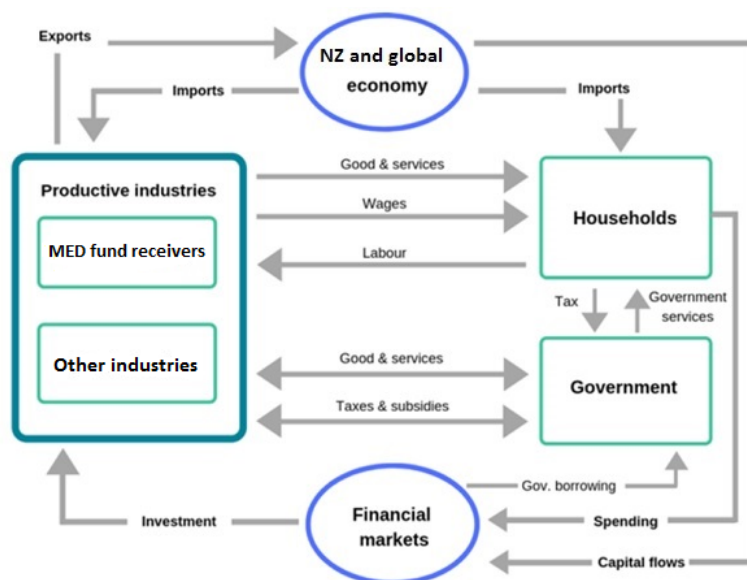 Exports
NZ and global
economy
Imports
Imports
Productive industries
MED fund receivers
Other industries
Good & services
Wages
Labour
Households
Tax
Government
services
Good & services
Taxes & subsidies
Government
Gov. borrowing
Investment
Financial
markets
Spending
Capital flows